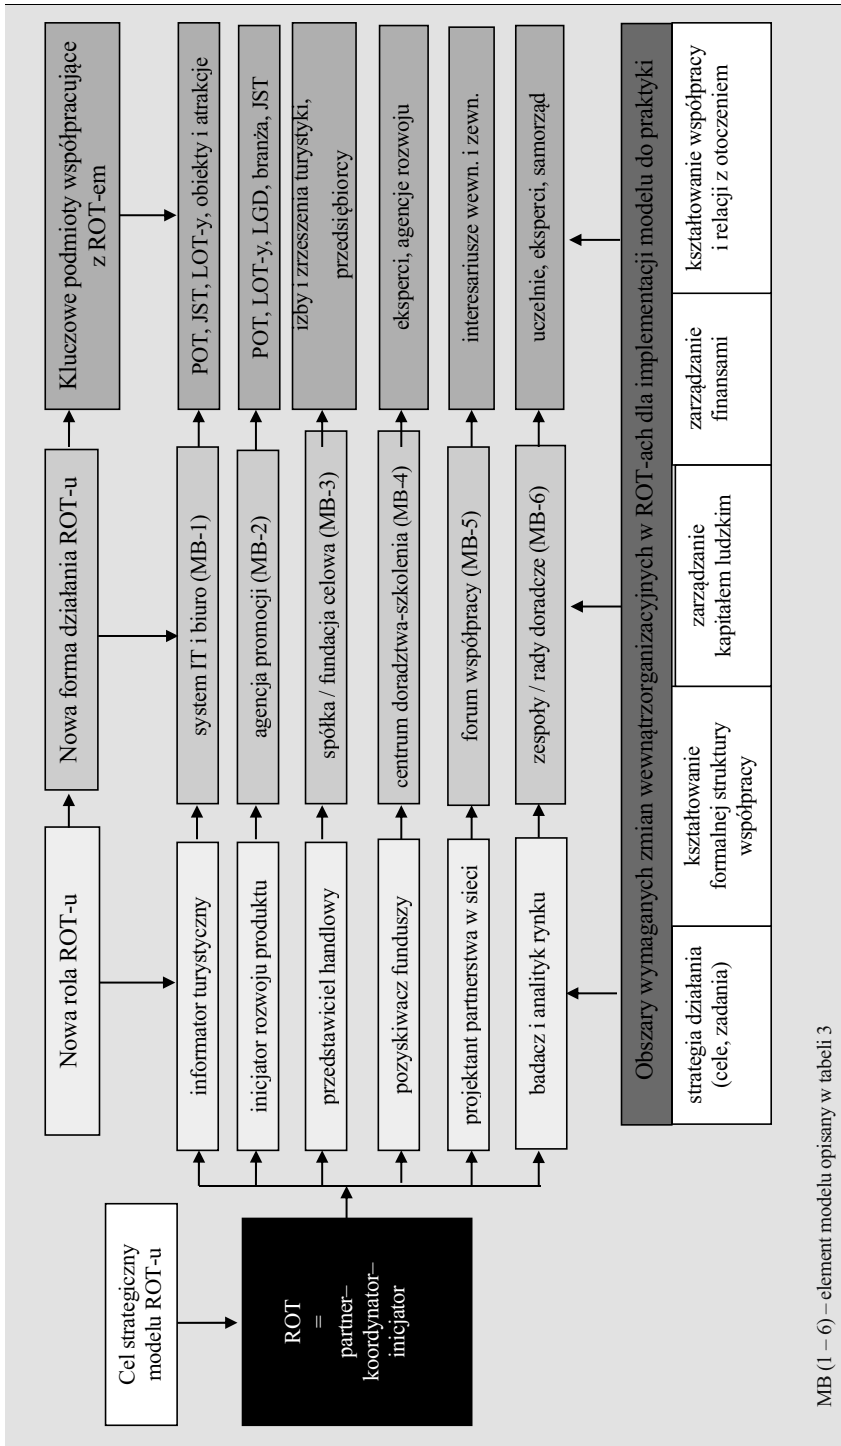 Cel strategiczny
modelu ROT-u
ROT
=
partner–
koordynator–
inicjator
Nowa rola ROT-u
informator turystyczny
inicjator rozwoju produktu
przedstawiciel handlowy
pozyskiwacz funduszy
projektant partnerstwa w sieci
badacz i analityk rynku
Nowa forma działania ROT-u
system IT i biuro (MB-1)
agencja promocji (MB-2)
spółka / fundacja celowa (MB-3)
centrum doradztwa-szkolenia (MB-4)
forum współpracy (MB-5)
zespoły / rady doradcze (MB-6)
Kluczowe podmioty współpracujące
z ROT-em
POT, JST, LOT-y, obiekty i atrakcje
POT, LOT-y, LGD, branża, JST
izby i zrzeszenia turystyki,
przedsiębiorcy
eksperci, agencje rozwoju
interesariusze wewn. i zewn.
uczelnie, eksperci, samorząd
Obszary wymaganych zmian wewnątrzorganizacyjnych w ROT-ach dla implementacji modelu do praktyki
strategia działania
(cele, zadania)
kształtowanie
formalnej struktury
współpracy
zarządzanie
kapitałem ludzkim
zarządzanie
finansami
kształtowanie współpracy
i relacji z otoczeniem
MB (1 – 6) – element modelu opisany w tabeli 3